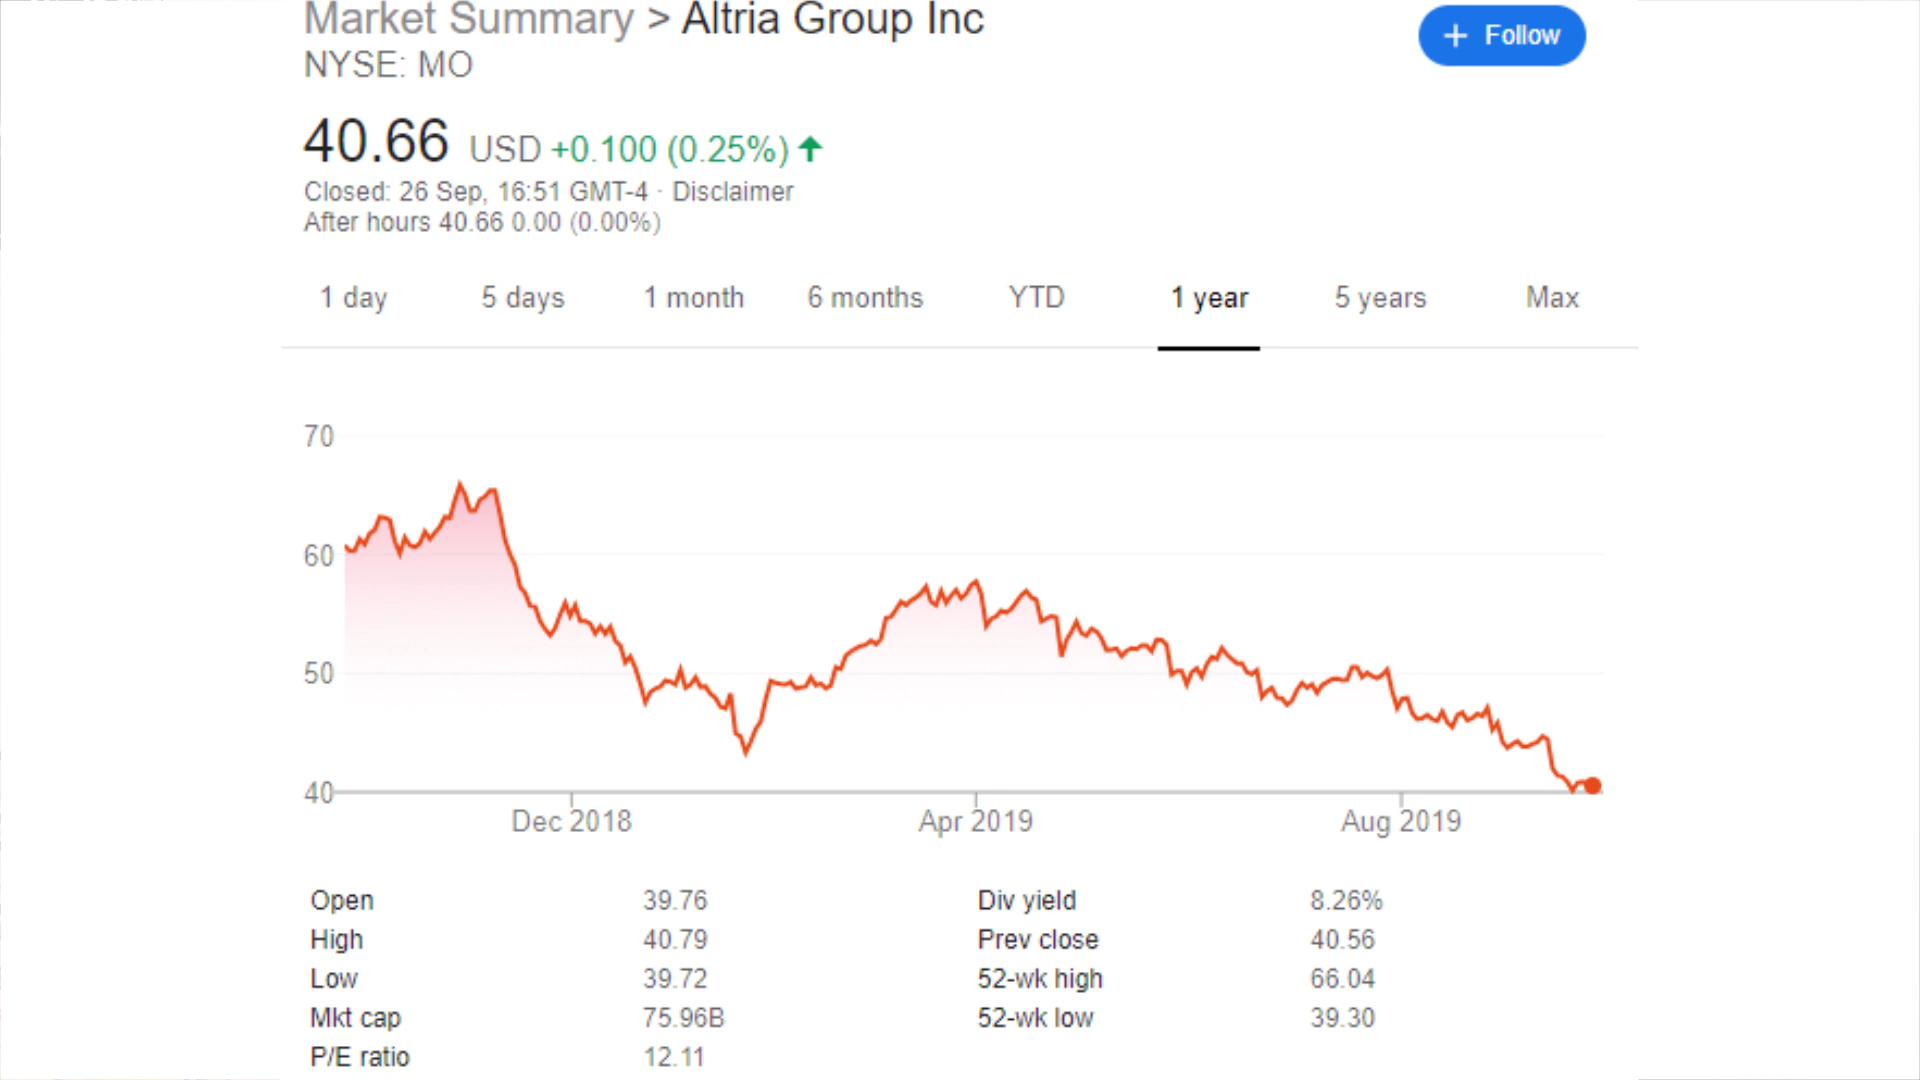 Market Summary > Altria Group Inc
+ Follow
NYSE: MO
40.66 USD +0.100 (0.25%)
Closed: 26 Sep, 16:51 GMT-4 · Disclaimer
After hours 40.66 0.00 (0.00%)
1 day 5 days 1 month 6 months YTD 1 year 5 years Max
70
60
50
40
Dec 2018 Apr 2019 Aug 2019
Open 39.76 Div yield 8.26%
High 40.79 Prev close 40.56
Low 39.72 52-wk high 66.04
Mkt cap 75.96B 52-wk low 39.30
P/E ratio 12.11